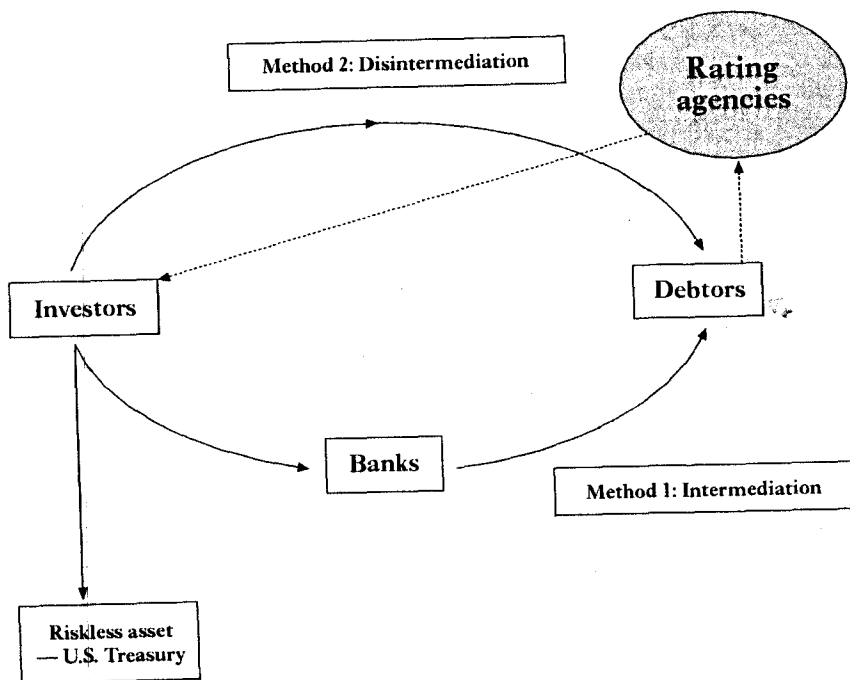 Method 2: Disintermediation
Rating
agencies
Investors
Debtors
Banks
Method 1: Intermediation
Riskless asset
— U.S. Treasury